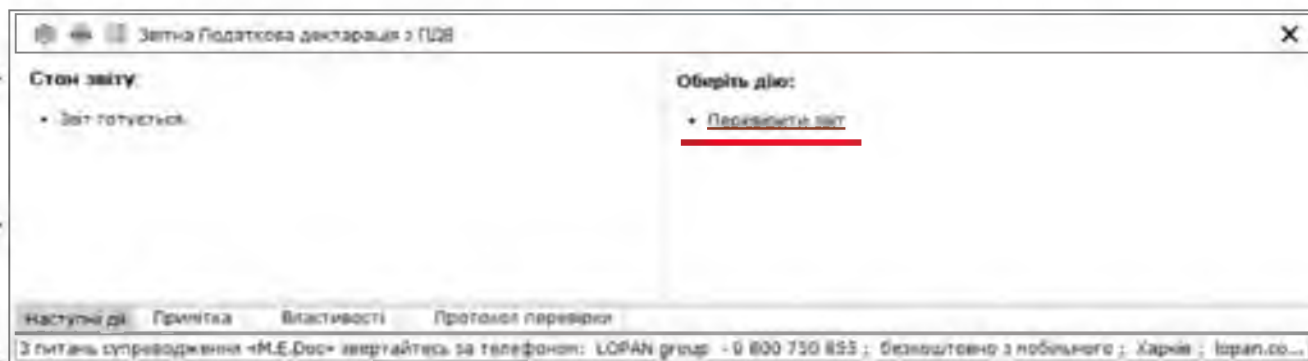 Звітна Податкова декларація з ПДВ
Стан звіту:
• Звіт готується.
Оберіть дію:
• Перевірити звіт
Наступні дії Примітка Властивості Протокол перевірки
З питань супроводження «M.E.Doc» звертайтесь за телефоном: LOPAN group - 0 800 750 855 ; безкоштовно з мобільного ; Харків ; lopan.co...